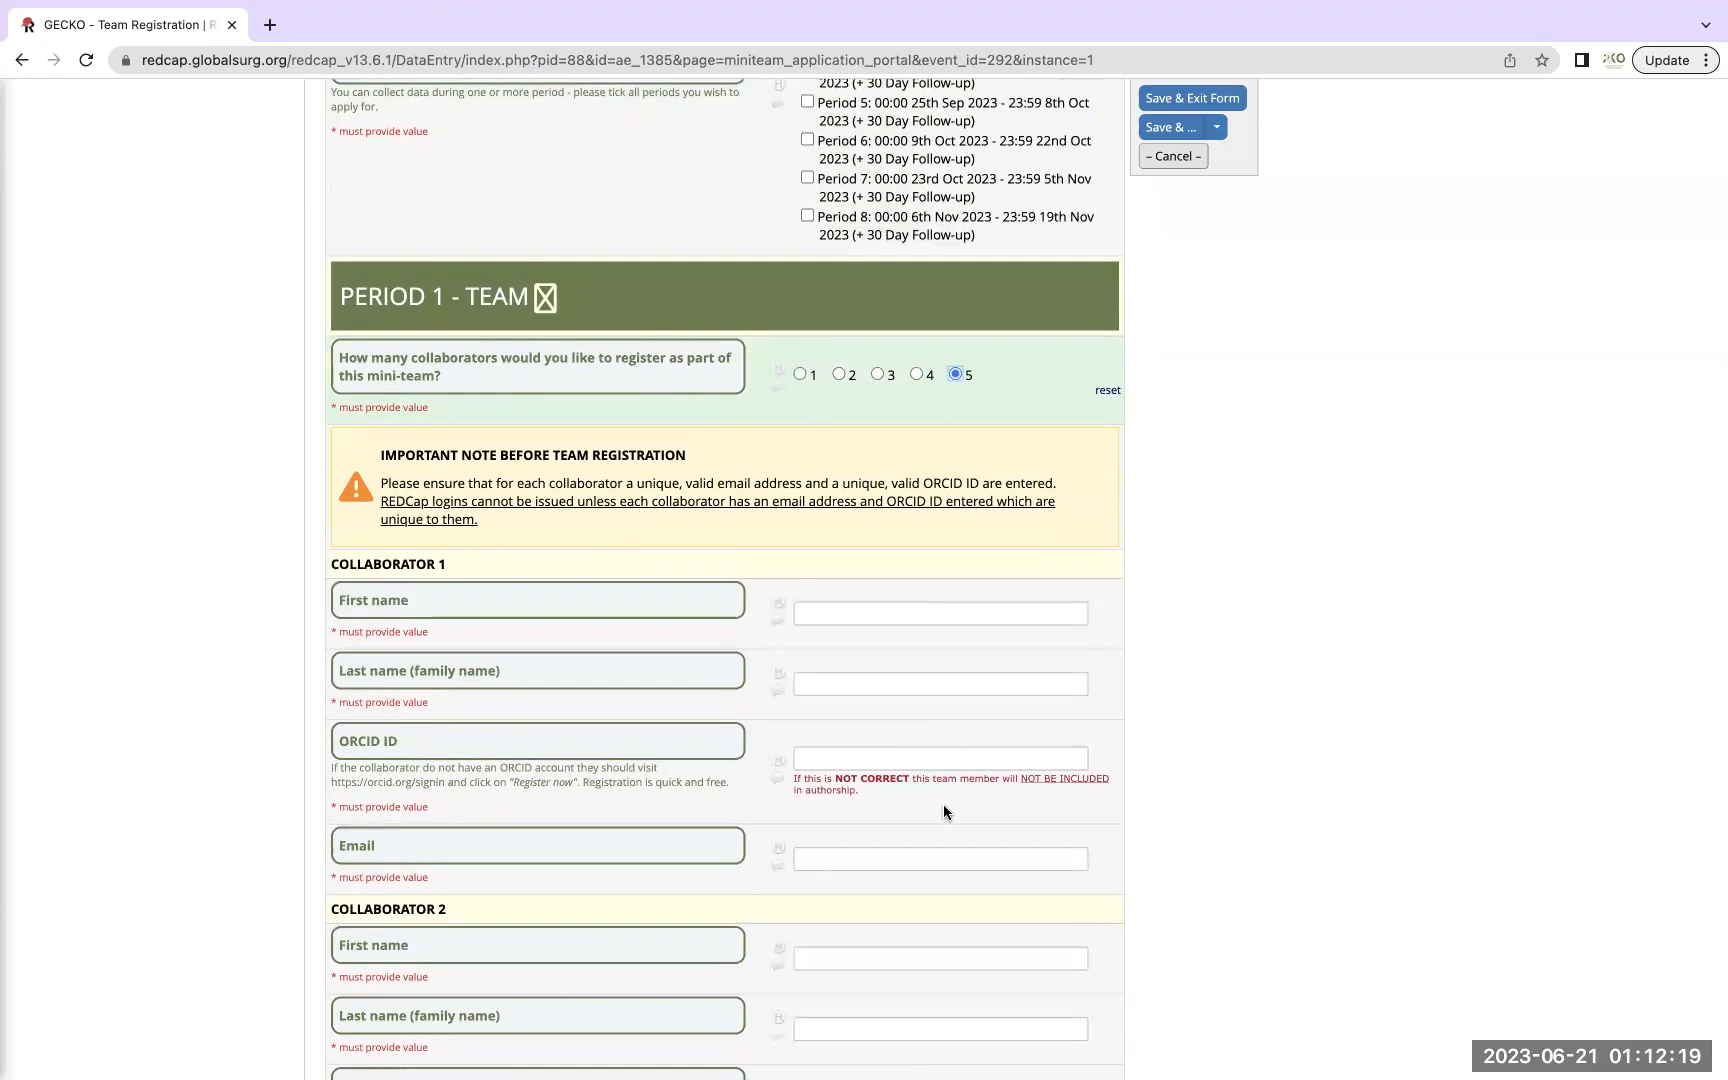 GECKO - Team Registration | R
redcap.globalsurg.org/redcap_v13.6.1/DataEntry/index.php?pid=88&id=ae_1385&page=miniteam_application_portal&event_id=292&instance=1
Update
You can collect data during one or more period - please tick all periods you wish to
apply for.
* must provide value
2023 (+ 30 Day Follow-up)
Period 5: 00:00 25th Sep 2023 - 23:59 8th Oct
2023 (+ 30 Day Follow-up)
Period 6: 00:00 9th Oct 2023 - 23:59 22nd Oct
2023 (+ 30 Day Follow-up)
Period 7: 00:00 23rd Oct 2023 - 23:59 5th Nov
2023 (+ 30 Day Follow-up)
Period 8: 00:00 6th Nov 2023 - 23:59 19th Nov
2023 (+ 30 Day Follow-up)
Save & Exit Form
Save & ...
-- Cancel --
PERIOD 1 - TEAM
How many collaborators would you like to register as part of
this mini-team?
* must provide value
1 2 3 4 5
reset
IMPORTANT NOTE BEFORE TEAM REGISTRATION
Please ensure that for each collaborator a unique, valid email address and a unique, valid ORCID ID are entered.
REDCap logins cannot be issued unless each collaborator has an email address and ORCID ID entered which are
unique to them.
COLLABORATOR 1
First name
* must provide value
Last name (family name)
* must provide value
ORCID ID
If the collaborator do not have an ORCID account they should visit
https://orcid.org/signin and click on "Register now". Registration is quick and free.
* must provide value
If this is NOT CORRECT this team member will NOT BE INCLUDED
in authorship.
Email
* must provide value
COLLABORATOR 2
First name
* must provide value
Last name (family name)
* must provide value
2023-06-21 01:12:19